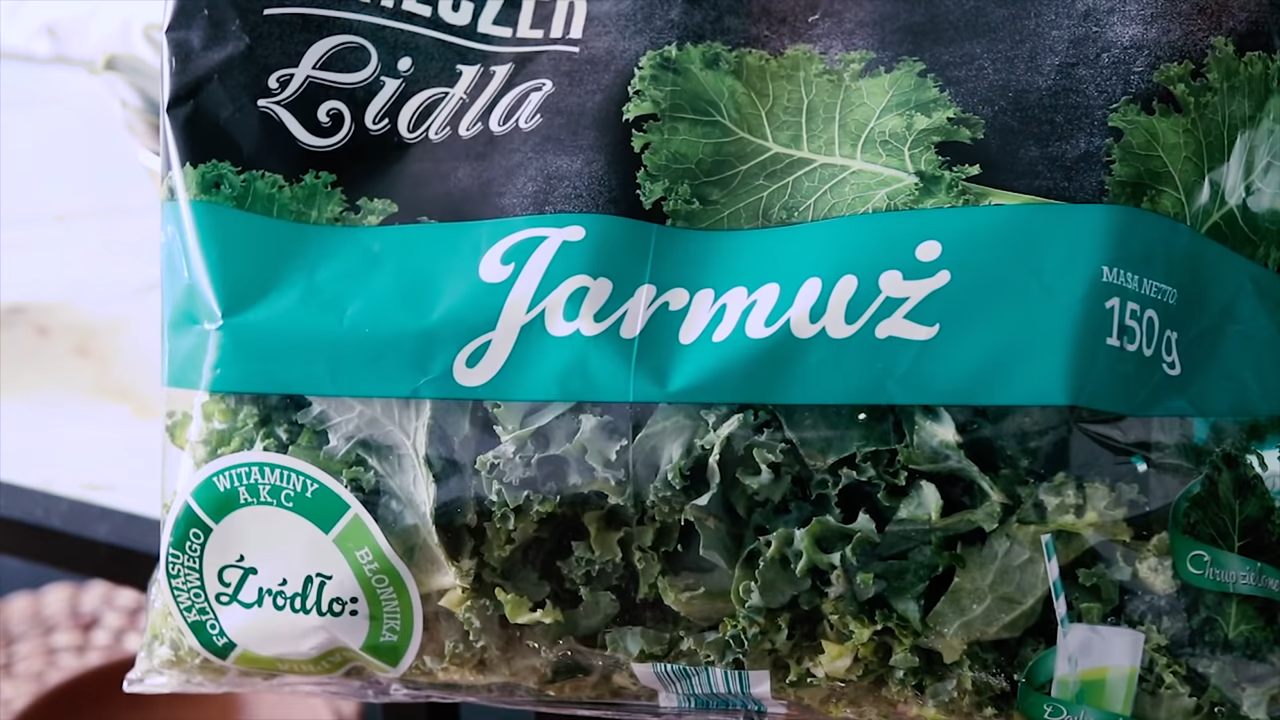 Lidla
Jarmuż
MASA NETTO:
150 g
WITAMINY
A, K, C
KWASU
FOLIOWEGO
BŁONNIKA
Źródło: